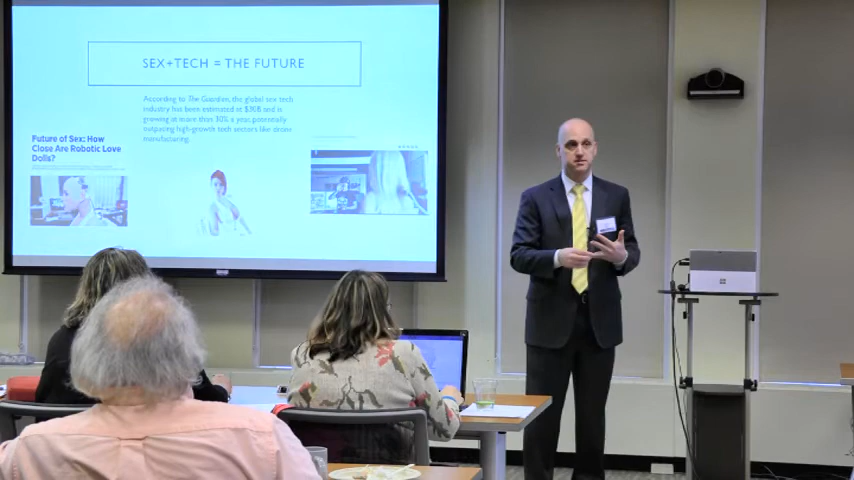 SEX+TECH = THE FUTURE
According to The Guardian, the global sex tech
industry has been estimated at $30B and is
growing at more than 30% a year, potentially
outpacing high-growth tech sectors like drone
manufacturing.
Future of Sex: How
Close Are Robotic Love
Dolls?